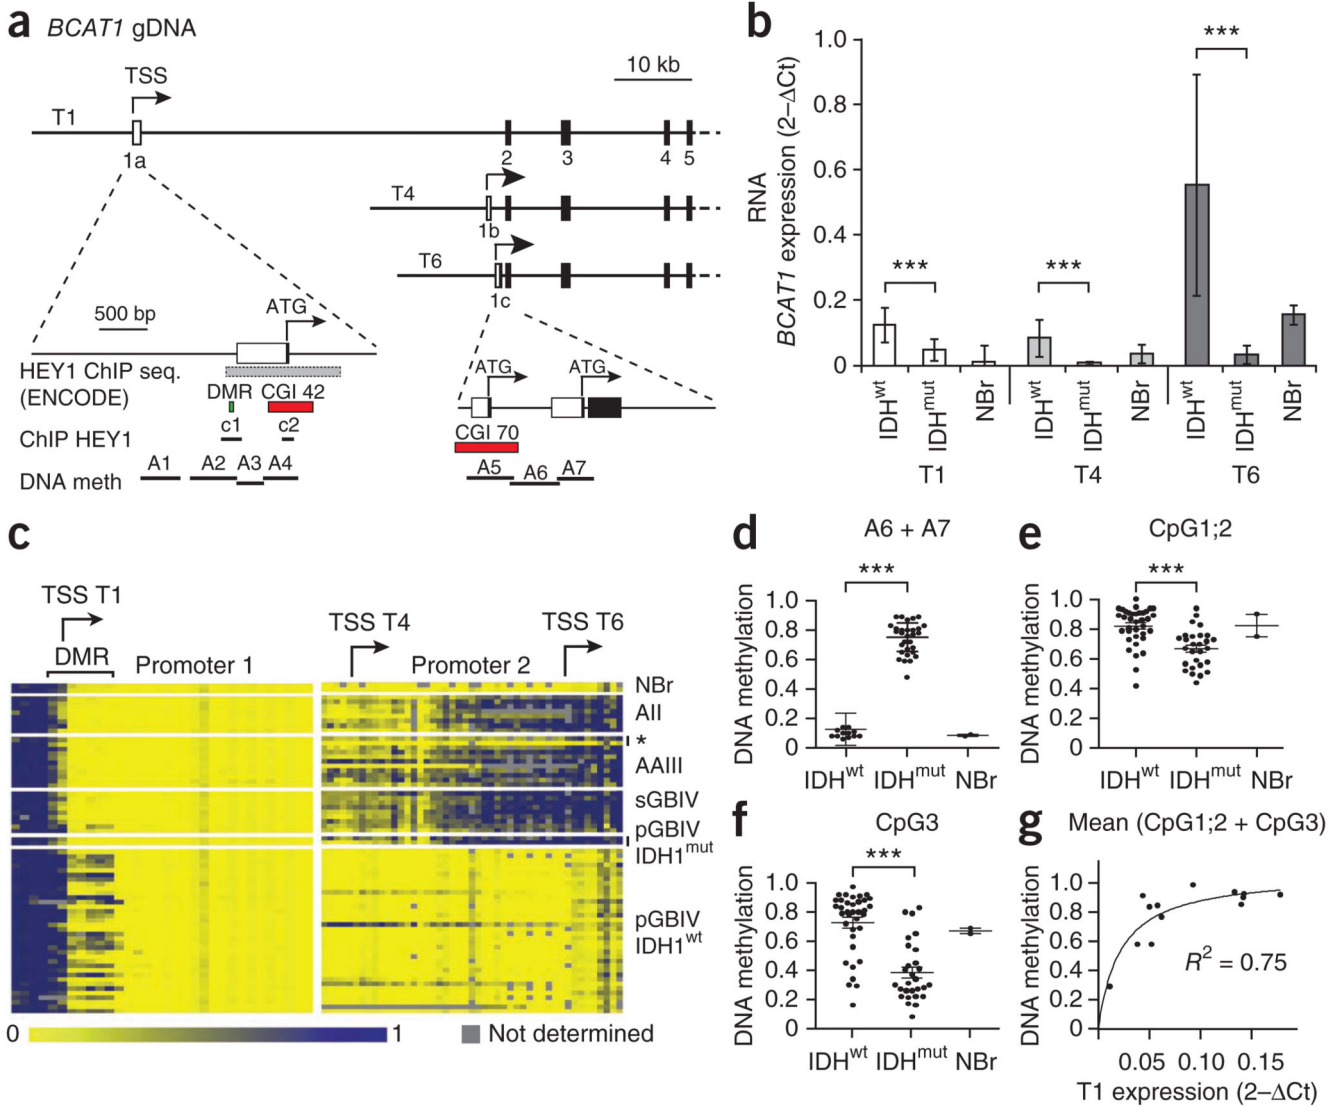 a BCAT1 gDNA
TSS
10 kb
T1
1a
2
3
4
5
T4
1b
T6
1c
500 bp
ATG
HEY1 ChIP seq.
(ENCODE)
DMR
CGI 42
ChIP HEY1
c1
c2
DNA meth
A1
A2
A3
A4
ATG
ATG
CGI 70
A5
A6
A7
b
RNA
BCAT1 expression (2–ΔCt)
1.0
0.8
0.6
0.4
0.2
0
***
***
***
IDHwt
IDHmut
NBr
IDHwt
IDHmut
NBr
IDHwt
IDHmut
NBr
T1
T4
T6
c
TSS T1
DMR
Promoter 1
TSS T4
Promoter 2
TSS T6
NBr
AII
*
AAIII
sGBIV
pGBIV
IDH1mut
pGBIV
IDH1wt
0
1
Not determined
d
A6 + A7
***
DNA methylation
1.0
0.8
0.6
0.4
0.2
0
IDHwt
IDHmut
NBr
e
CpG1;2
***
DNA methylation
1.0
0.8
0.6
0.4
0.2
0
IDHwt
IDHmut
NBr
f
CpG3
***
DNA methylation
1.0
0.8
0.6
0.4
0.2
0
IDHwt
IDHmut
NBr
g
Mean (CpG1;2 + CpG3)
DNA methylation
1.0
0.8
0.6
0.4
0.2
0
R2 = 0.75
0.05
0.10
0.15
T1 expression (2–ΔCt)